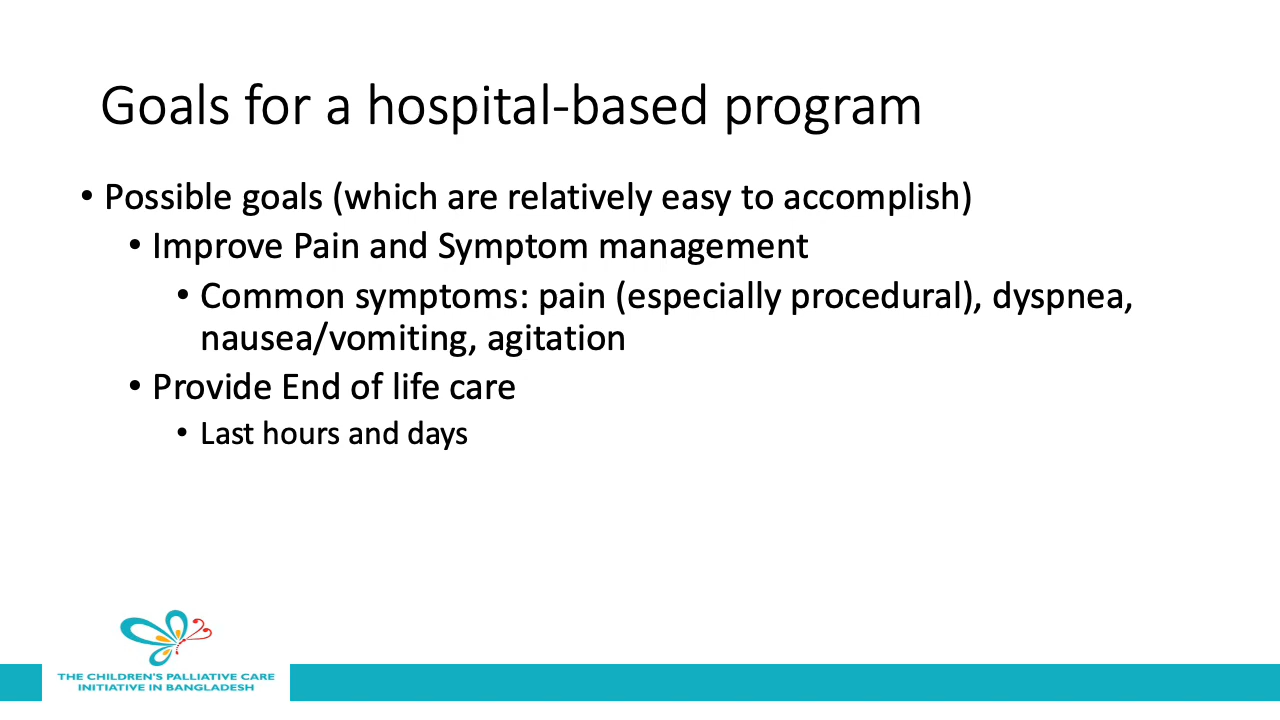 Goals for a hospital-based program
• Possible goals (which are relatively easy to accomplish)
• Improve Pain and Symptom management
• Common symptoms: pain (especially procedural), dyspnea,
nausea/vomiting, agitation
• Provide End of life care
• Last hours and days
THE CHILDREN'S PALLIATIVE CARE
INITIATIVE IN BANGLADESH